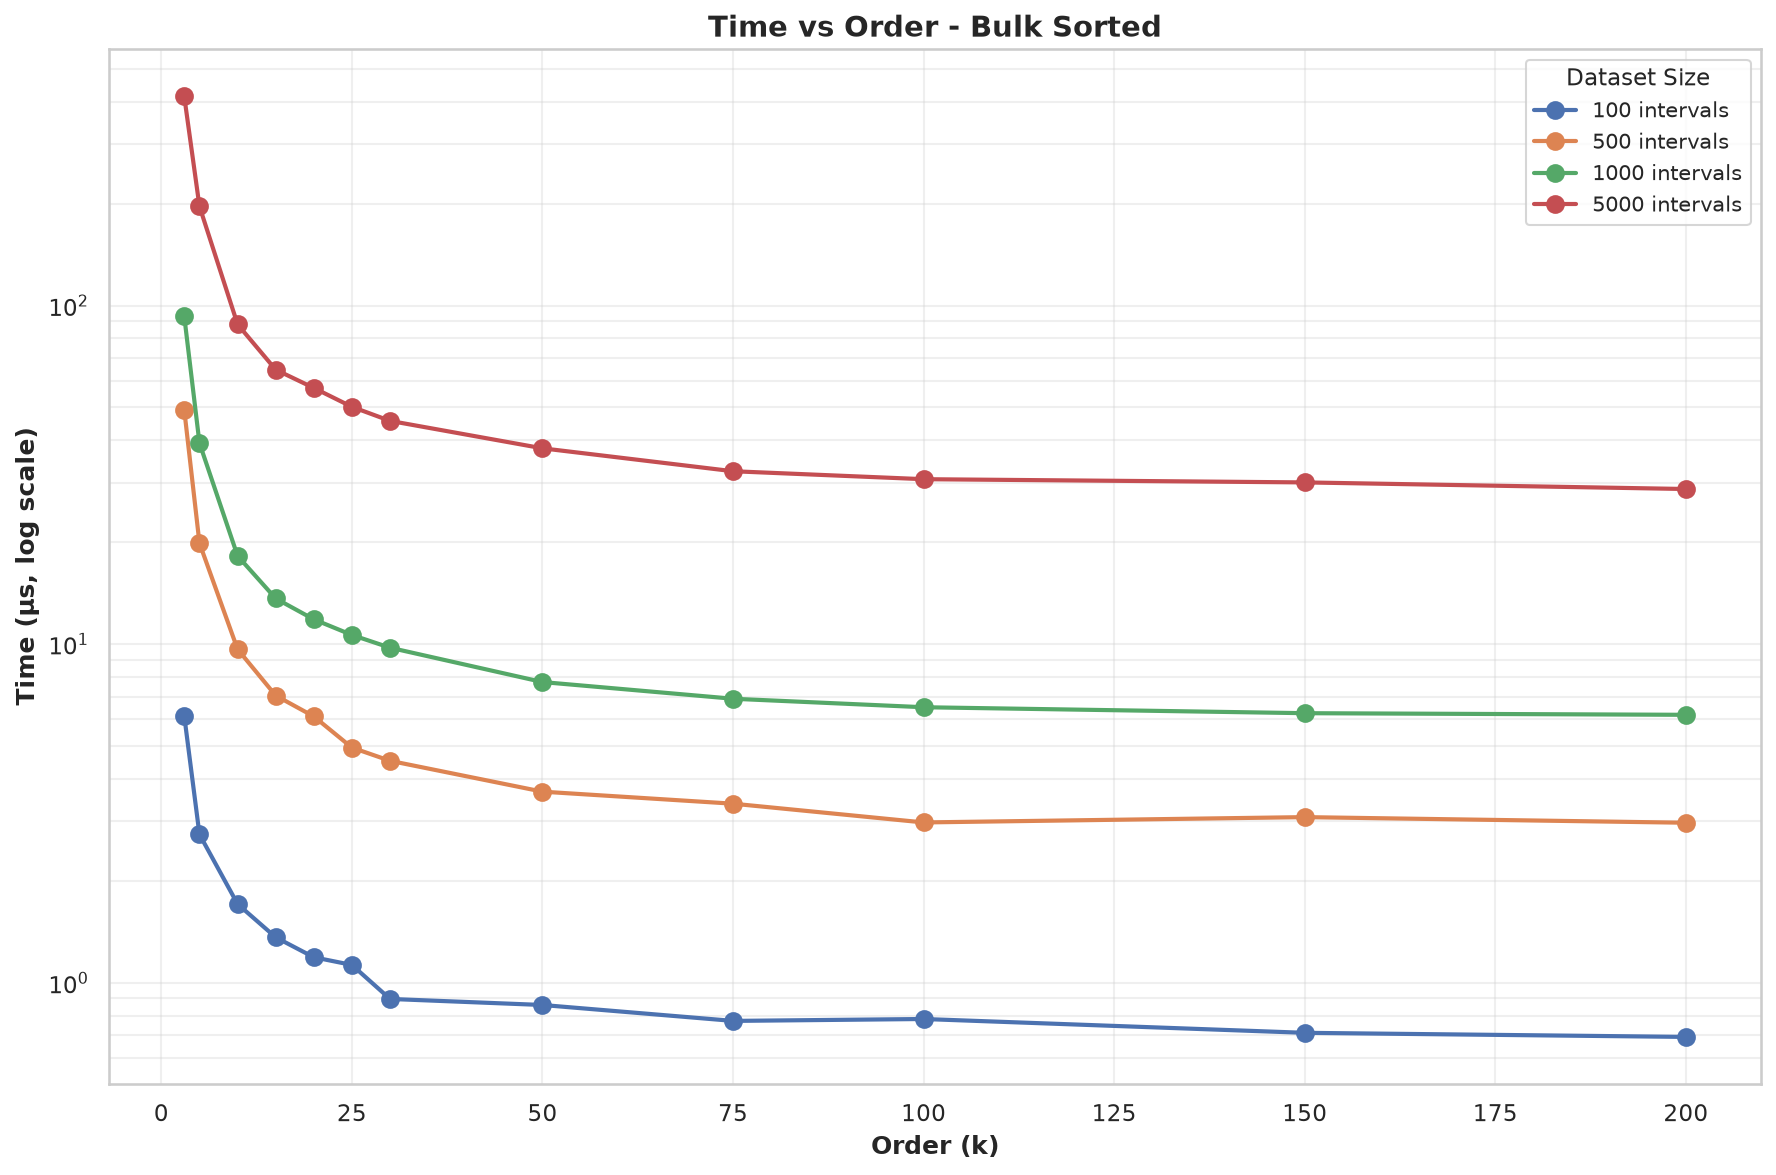 Time vs Order - Bulk Sorted
Dataset Size
100 intervals
500 intervals
1000 intervals
5000 intervals
Time (µs, log scale)
10²
10¹
10⁰
0 25 50 75 100 125 150 175 200
Order (k)